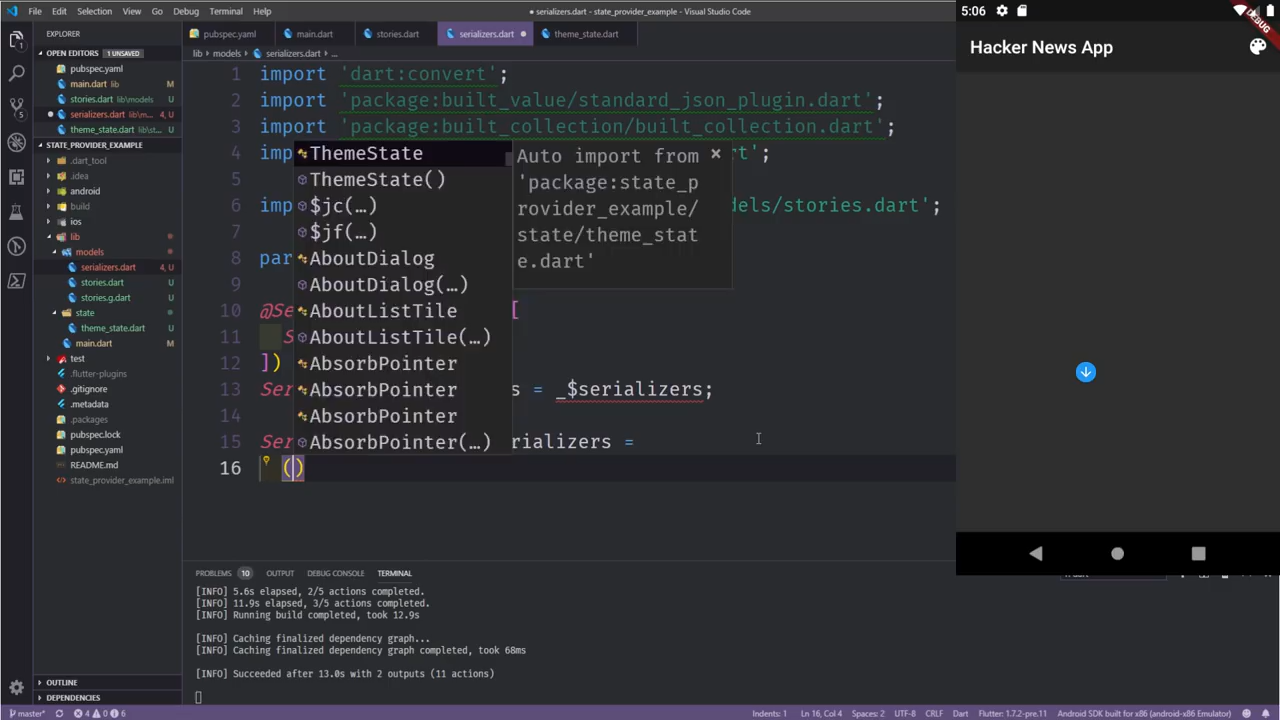 File Edit Selection View Go Debug Terminal Help
● serializers.dart - state_provider_example - Visual Studio Code
EXPLORER
OPEN EDITORS 1 UNSAVED
pubspec.yaml
main.dart lib M
stories.dart lib\models U
serializers.dart lib\m... 4, U
theme_state.dart lib\st... U
STATE_PROVIDER_EXAMPLE
.dart_tool
.idea
android
build
ios
lib
models
serializers.dart 4, U
stories.dart U
stories.g.dart U
state
theme_state.dart U
main.dart M
test
.flutter-plugins
.gitignore
.metadata
.packages
pubspec.lock
pubspec.yaml
README.md
state_provider_example.iml
OUTLINE
DEPENDENCIES
pubspec.yaml main.dart stories.dart serializers.dart theme_state.dart
lib models serializers.dart ...
1 import 'dart:convert';
2 import 'package:built_value/standard_json_plugin.dart';
3 import 'package:built_collection/built_collection.dart';
4 imp rt';
5
6 imp dels/stories.dart';
7
8 par
9
10 @Se [
11 S
12 ])
13 Ser s = _$serializers;
14
15 Ser rializers =
16 ()
ThemeState
ThemeState()
$jc(…)
$jf(…)
AboutDialog
AboutDialog(…)
AboutListTile
AboutListTile(…)
AbsorbPointer
AbsorbPointer
AbsorbPointer
AbsorbPointer(…)
Auto import from ×
'package:state_p
rovider_example/
state/theme_stat
e.dart'
PROBLEMS 10 OUTPUT DEBUG CONSOLE TERMINAL
[INFO] 5.6s elapsed, 2/5 actions completed.
[INFO] 11.9s elapsed, 3/5 actions completed.
[INFO] Running build completed, took 12.9s
[INFO] Caching finalized dependency graph...
[INFO] Caching finalized dependency graph completed, took 68ms
[INFO] Succeeded after 13.0s with 2 outputs (11 actions)
5:06
DEBUG
Hacker News App
master* 4 0 6 Indents: 1 Ln 16, Col 4 Spaces: 2 UTF-8 CRLF Dart Flutter: 1.7.2-pre.11 Android SDK built for x86 (android-x86 Emulator)